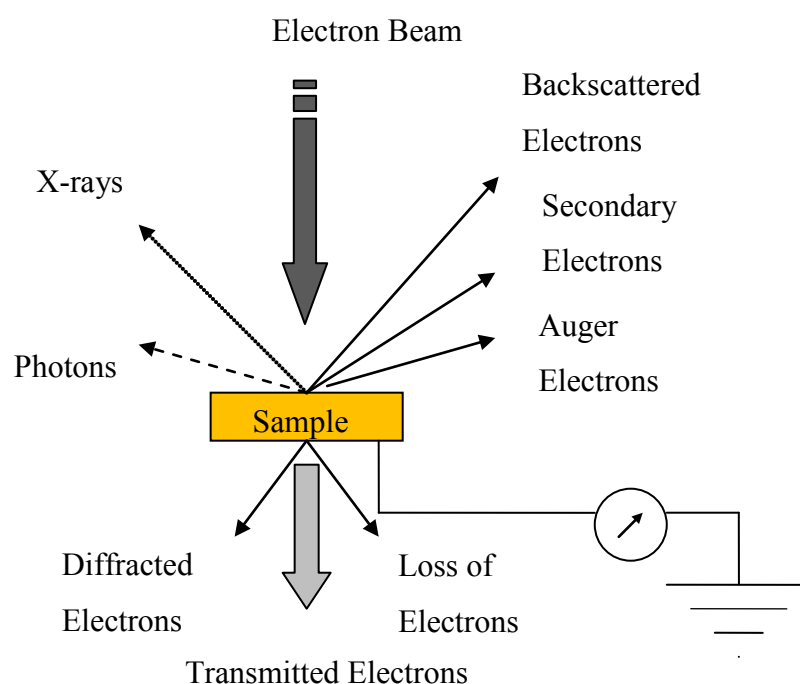 Electron Beam
Backscattered
Electrons
X-rays
Secondary
Electrons
Auger
Electrons
Photons
Sample
Diffracted
Electrons
Loss of
Electrons
Transmitted Electrons